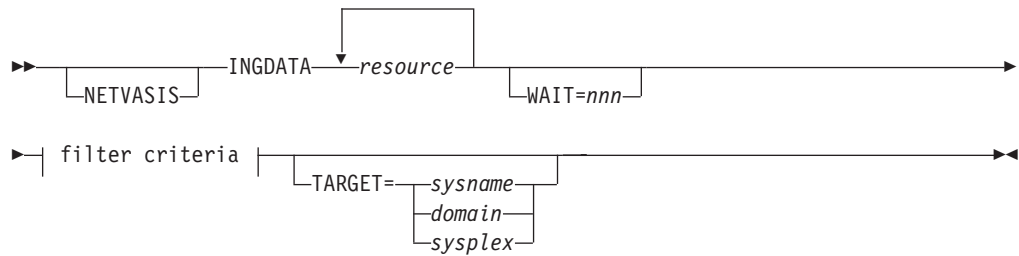 INGDATA resource
NETVASIS WAIT=nnn
filter criteria
TARGET= sysname
domain
sysplex